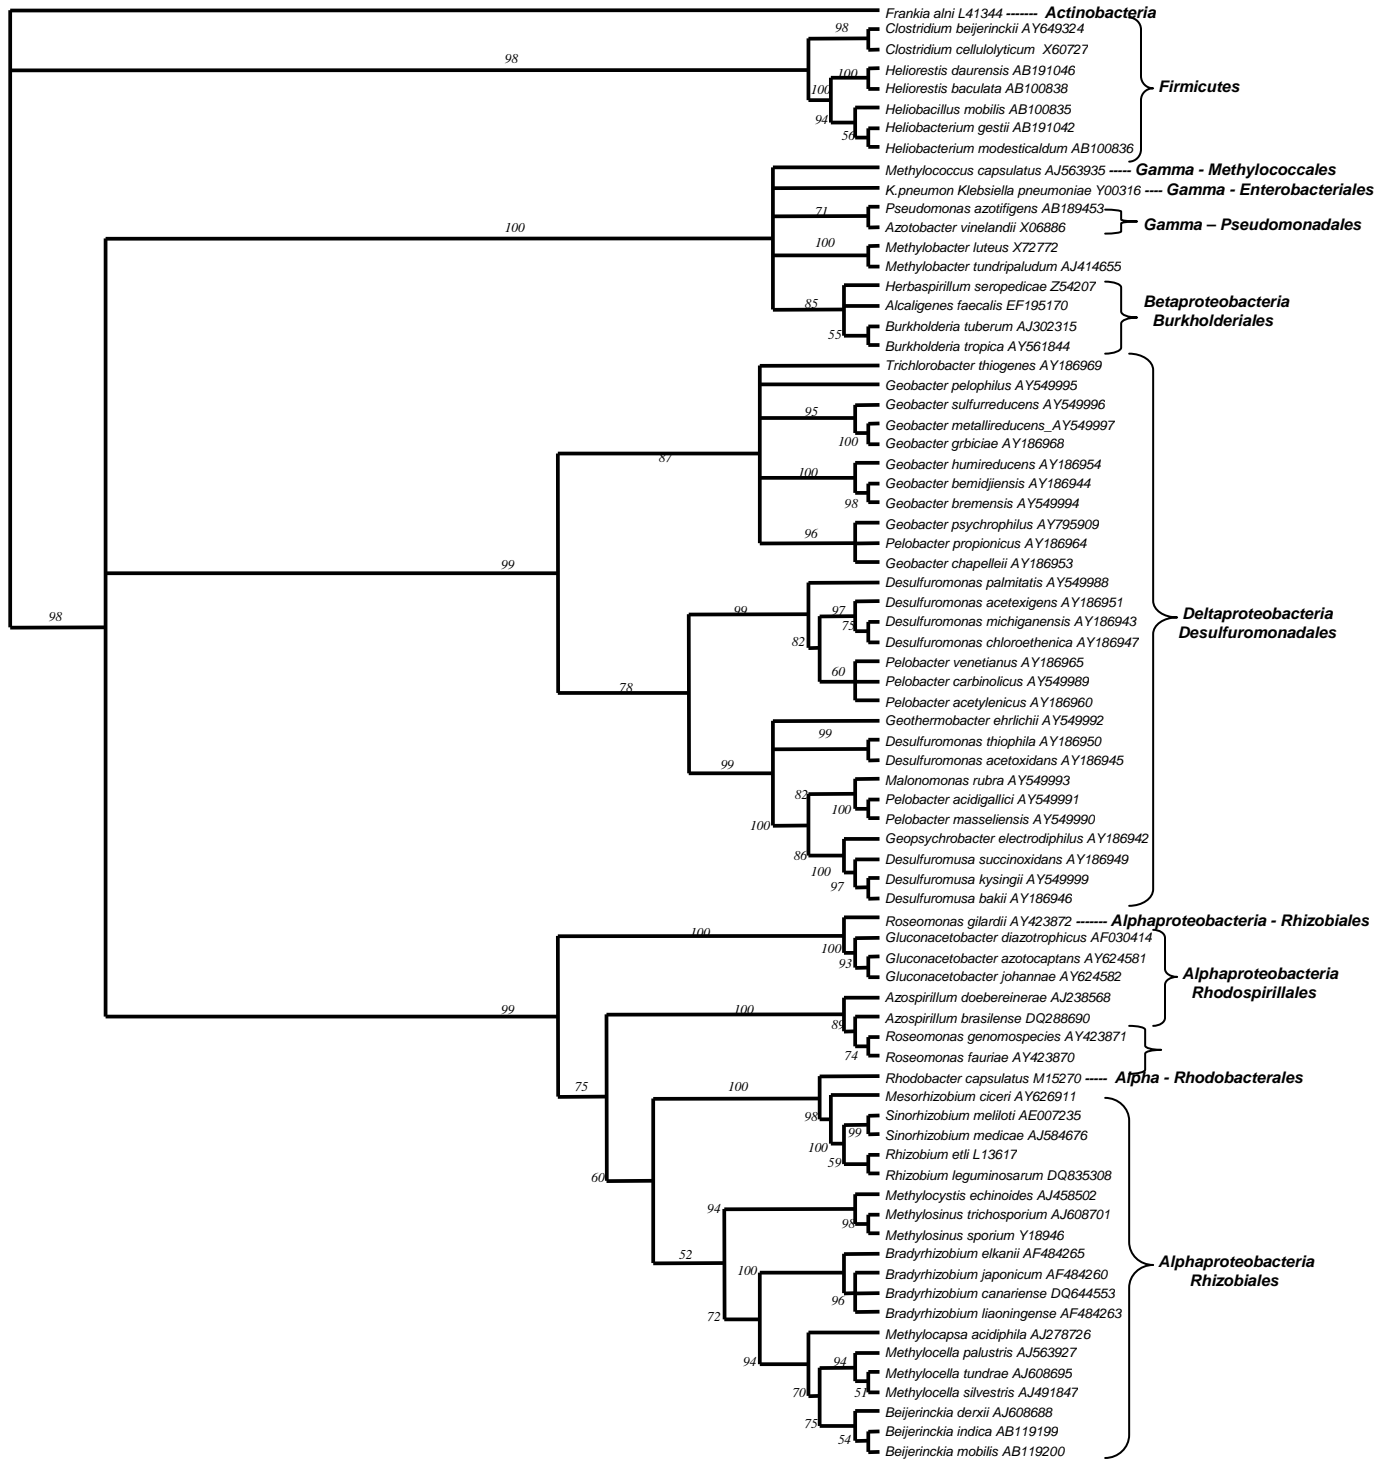 Frankia alni L41344 ------- Actinobacteria
98
Clostridium beijerinckii AY649324
Clostridium cellulolyticum X60727
98
100
Heliorestis daurensis AB191046
100
Heliorestis baculata AB100838
Firmicutes
Heliobacillus mobilis AB100835
94
Heliobacterium gestii AB191042
56
Heliobacterium modesticaldum AB100836
Methylococcus capsulatus AJ563935 ----- Gamma - Methylococcales
K.pneumon Klebsiella pneumoniae Y00316 ---- Gamma - Enterobacteriales
71
Pseudomonas azotifigens AB189453
100
Azotobacter vinelandii X06886
Gamma – Pseudomonadales
100
Methylobacter luteus X72772
Methylobacter tundripaludum AJ414655
Herbaspirillum seropedicae Z54207
85
Alcaligenes faecalis EF195170
Betaproteobacteria
Burkholderiales
55
Burkholderia tuberum AJ302315
Burkholderia tropica AY561844
Trichlorobacter thiogenes AY186969
Geobacter pelophilus AY549995
95
Geobacter sulfurreducens AY549996
Geobacter metallireducens_AY549997
100
Geobacter grbiciae AY186968
87
Geobacter humireducens AY186954
100
Geobacter bemidjiensis AY186944
98
Geobacter bremensis AY549994
Geobacter psychrophilus AY795909
96
Pelobacter propionicus AY186964
99
Geobacter chapelleii AY186953
Desulfuromonas palmitatis AY549988
99
97
Desulfuromonas acetexigens AY186951
98
75
Desulfuromonas michiganensis AY186943
Deltaproteobacteria
Desulfuromonadales
82
Desulfuromonas chloroethenica AY186947
Pelobacter venetianus AY186965
60
Pelobacter carbinolicus AY549989
78
Pelobacter acetylenicus AY186960
Geothermobacter ehrlichii AY549992
99
Desulfuromonas thiophila AY186950
99
Desulfuromonas acetoxidans AY186945
Malonomonas rubra AY549993
82
Pelobacter acidigallici AY549991
100
100
Pelobacter masseliensis AY549990
Geopsychrobacter electrodiphilus AY186942
86
Desulfuromusa succinoxidans AY186949
100
Desulfuromusa kysingii AY549999
97
Desulfuromusa bakii AY186946
Roseomonas gilardii AY423872 ------- Alphaproteobacteria - Rhizobiales
100
Gluconacetobacter diazotrophicus AF030414
100
Gluconacetobacter azotocaptans AY624581
93
Gluconacetobacter johannae AY624582
Alphaproteobacteria
Rhodospirillales
Azospirillum doebereinerae AJ238568
99
100
Azospirillum brasilense DQ288690
89
Roseomonas genomospecies AY423871
74
Roseomonas fauriae AY423870
75
100
Rhodobacter capsulatus M15270 ----- Alpha - Rhodobacterales
Mesorhizobium ciceri AY626911
98
Sinorhizobium meliloti AE007235
99
Sinorhizobium medicae AJ584676
100
Rhizobium etli L13617
59
Rhizobium leguminosarum DQ835308
60
Methylocystis echinoides AJ458502
94
Methylosinus trichosporium AJ608701
98
Methylosinus sporium Y18946
52
Bradyrhizobium elkanii AF484265
Alphaproteobacteria
Rhizobiales
100
Bradyrhizobium japonicum AF484260
Bradyrhizobium canariense DQ644553
96
Bradyrhizobium liaoningense AF484263
72
Methylocapsa acidiphila AJ278726
Methylocella palustris AJ563927
94
94
Methylocella tundrae AJ608695
70
51
Methylocella silvestris AJ491847
Beijerinckia derxii AJ608688
75
Beijerinckia indica AB119199
54
Beijerinckia mobilis AB119200